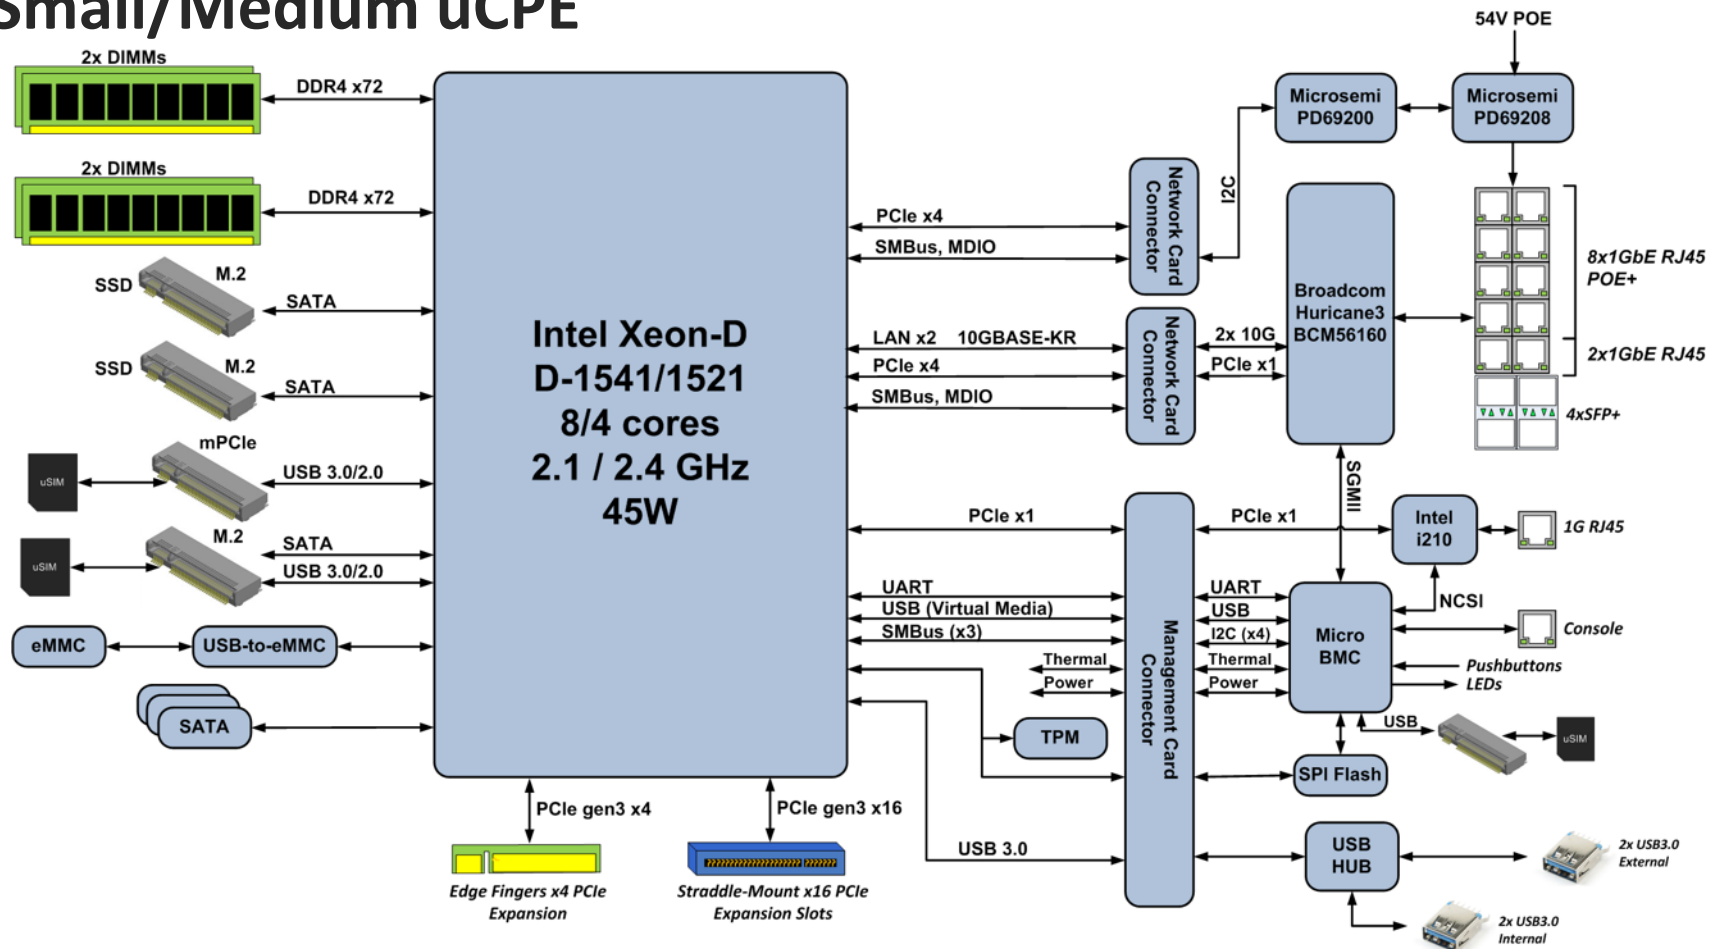 Small/Medium uCPE
54V POE
2x DIMMs
DDR4 x72
2x DIMMs
DDR4 x72
SSD
M.2
SATA
SSD
M.2
SATA
mPCIe
uSIM
USB 3.0/2.0
M.2
uSIM
SATA
USB 3.0/2.0
eMMC
USB-to-eMMC
SATA
Intel Xeon-D
D-1541/1521
8/4 cores
2.1 / 2.4 GHz
45W
PCIe gen3 x4
PCIe gen3 x16
Edge Fingers x4 PCIe
Expansion
Straddle-Mount x16 PCIe
Expansion Slots
PCIe x4
SMBus, MDIO
Network Card
Connector
I2C
Microsemi
PD69200
Microsemi
PD69208
LAN x2 10GBASE-KR
PCIe x4
SMBus, MDIO
Network Card
Connector
2x 10G
PCIe x1
Broadcom
Huricane3
BCM56160
8x1GbE RJ45
POE+
2x1GbE RJ45
4xSFP+
SGMII
PCIe x1
UART
USB (Virtual Media)
SMBus (x3)
Thermal
Power
TPM
USB 3.0
Management Card
Connector
PCIe x1
UART
USB
I2C (x4)
Thermal
Power
Intel
i210
1G RJ45
NCSI
Micro
BMC
Console
Pushbuttons
LEDs
USB
uSIM
SPI Flash
USB
HUB
2x USB3.0
External
2x USB3.0
Internal